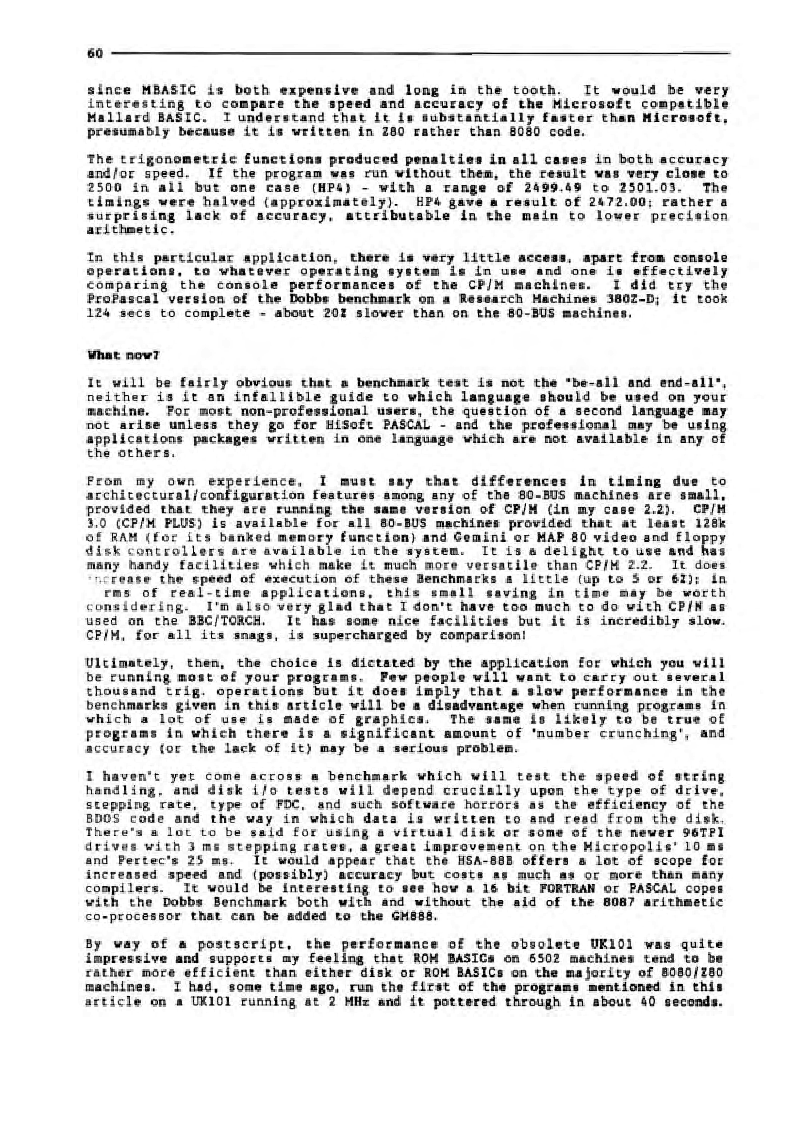 60
since MBASIC is both expensive and long in the tooth. It would be very
interesting to compare the speed and accuracy of the Microsoft compatible
Mallard BASIC. I understand that it is substantially faster than Microsoft,
presumably because it is written in Z80 rather than 8080 code.
The trigonometric functions produced penalties in all cases in both accuracy
and/or speed. If the program was run without them, the result was very close to
2500 in all but one case (HP4) - with a range of 2499.49 to 2501.03. The
timings were halved (approximately). HP4 gave a result of 2472.00; rather a
surprising lack of accuracy, attributable in the main to lower precision
arithmetic.
In this particular application, there is very little access, apart from console
operations, to whatever operating system is in use and one is effectively
comparing the console performances of the CP/M machines. I did try the
ProPascal version of the Dobbs benchmark on a Research Machines 380Z-D; it took
124 secs to complete - about 20% slower than on the 80-BUS machines.
What now?
It will be fairly obvious that a benchmark test is not the "be-all and end-all",
neither is it an infallible guide to which language should be used on your
machine. For most non-professional users, the question of a second language may
not arise unless they go for HiSoft PASCAL - and the professional may be using
applications packages written in one language which are not available in any of
the others.
From my own experience, I must say that differences in timing due to
architectural/configuration features among any of the 80-BUS machines are small,
provided that they are running the same version of CP/M (in my case 2.2). CP/M
3.0 (CP/M PLUS) is available for all 80-BUS machines provided that at least 128k
of RAM (for its banked memory function) and Gemini or MAP 80 video and floppy
disk controllers are available in the system. It is a delight to use and has
many handy facilities which make it much more versatile than CP/M 2.2. It does
crease the speed of execution of these Benchmarks a little (up to 5 or 6%); in
rms of real-time applications, this small saving in time may be worth
considering. I'm also very glad that I don't have too much to do with CP/N as
used on the BBC/TORCH. It has some nice facilities but it is incredibly slow.
CP/M, for all its snags, is supercharged by comparison!
Ultimately, then, the choice is dictated by the application for which you will
be running most of your programs. Few people will want to carry out several
thousand trig. operations but it does imply that a slow performance in the
benchmarks given in this article will be a disadvantage when running programs in
which a lot of use is made of graphics. The same is likely to be true of
programs in which there is a significant amount of 'number crunching', and
accuracy (or the lack of it) may be a serious problem.
I haven't yet come across a benchmark which will test the speed of string
handling, and disk i/o tests will depend crucially upon the type of drive,
stepping rate, type of FDC, and such software horrors as the efficiency of the
BDOS code and the way in which data is written to and read from the disk.
There's a lot to be said for using a virtual disk or some of the newer 96TPI
drives with 3 ms stepping rates, a great improvement on the Micropolis' 10 ms
and Pertec's 25 ms. It would appear that the HSA-88B offers a lot of scope for
increased speed and (possibly) accuracy but costs as much as or more than many
compilers. It would be interesting to see how a 16 bit FORTRAN or PASCAL copes
with the Dobbs Benchmark both with and without the aid of the 8087 arithmetic
co-processor that can be added to the GM888.
By way of a postscript, the performance of the obsolete UK101 was quite
impressive and supports my feeling that ROM BASICs on 6502 machines tend to be
rather more efficient than either disk or ROM BASICs on the majority of 8080/Z80
machines. I had, some time ago, run the first of the programs mentioned in this
article on a UK101 running at 2 MHz and it pottered through in about 40 seconds.